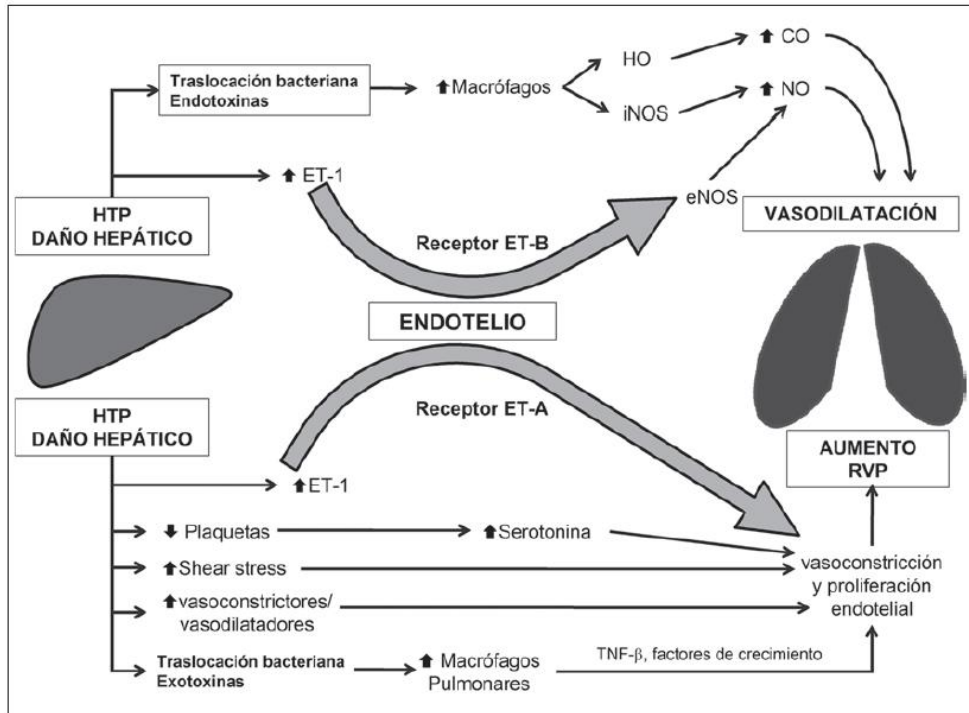 Traslocación bacteriana
Endotoxinas
⬆Macrófagos
HO
iNOS
⬆ CO
⬆ NO
⬆ ET-1
eNOS
HTP
DAÑO HEPÁTICO
Receptor ET-B
VASODILATACIÓN
ENDOTELIO
HTP
DAÑO HEPÁTICO
Receptor ET-A
AUMENTO
RVP
⬆ET-1
⬇ Plaquetas
⬆Serotonina
⬆Shear stress
⬆vasoconstrictores/
vasodilatadores
vasoconstricción
y proliferación
endotelial
Traslocación bacteriana
Exotoxinas
⬆ Macrófagos
Pulmonares
TNF-β, factores de crecimiento